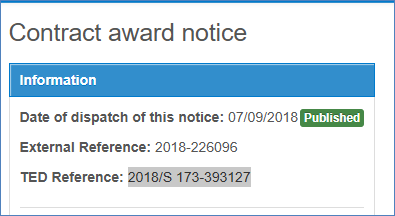 Contract award notice
Information
Date of dispatch of this notice: 07/09/2018 Published
External Reference: 2018-226096
TED Reference: 2018/S 173-393127